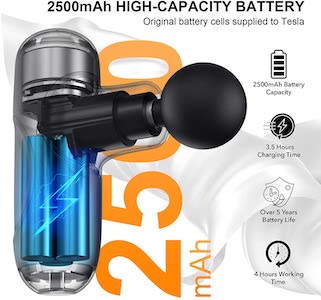 2500mAh HIGH-CAPACITY BATTERY
Original battery cells supplied to Tesla
2500
mAh
2500mAh Battery
Capacity
3.5 Hours
Charging Time
Over 5 Years
Battery Life
4 Hours Working
Time